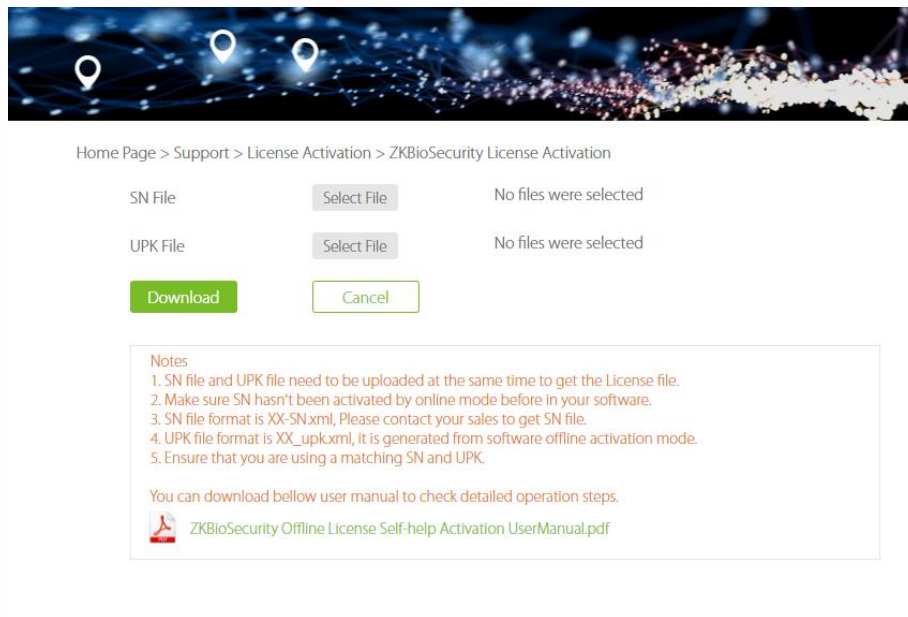 Home Page > Support > License Activation > ZKBioSecurity License Activation
SN File Select File No files were selected
UPK File Select File No files were selected
Download Cancel
Notes
1. SN file and UPK file need to be uploaded at the same time to get the License file.
2. Make sure SN hasn't been activated by online mode before in your software.
3. SN file format is XX-SN.xml, Please contact your sales to get SN file.
4. UPK file format is XX_upk.xml, it is generated from software offline activation mode.
5. Ensure that you are using a matching SN and UPK.
You can download bellow user manual to check detailed operation steps.
ZKBioSecurity Offline License Self-help Activation UserManual.pdf